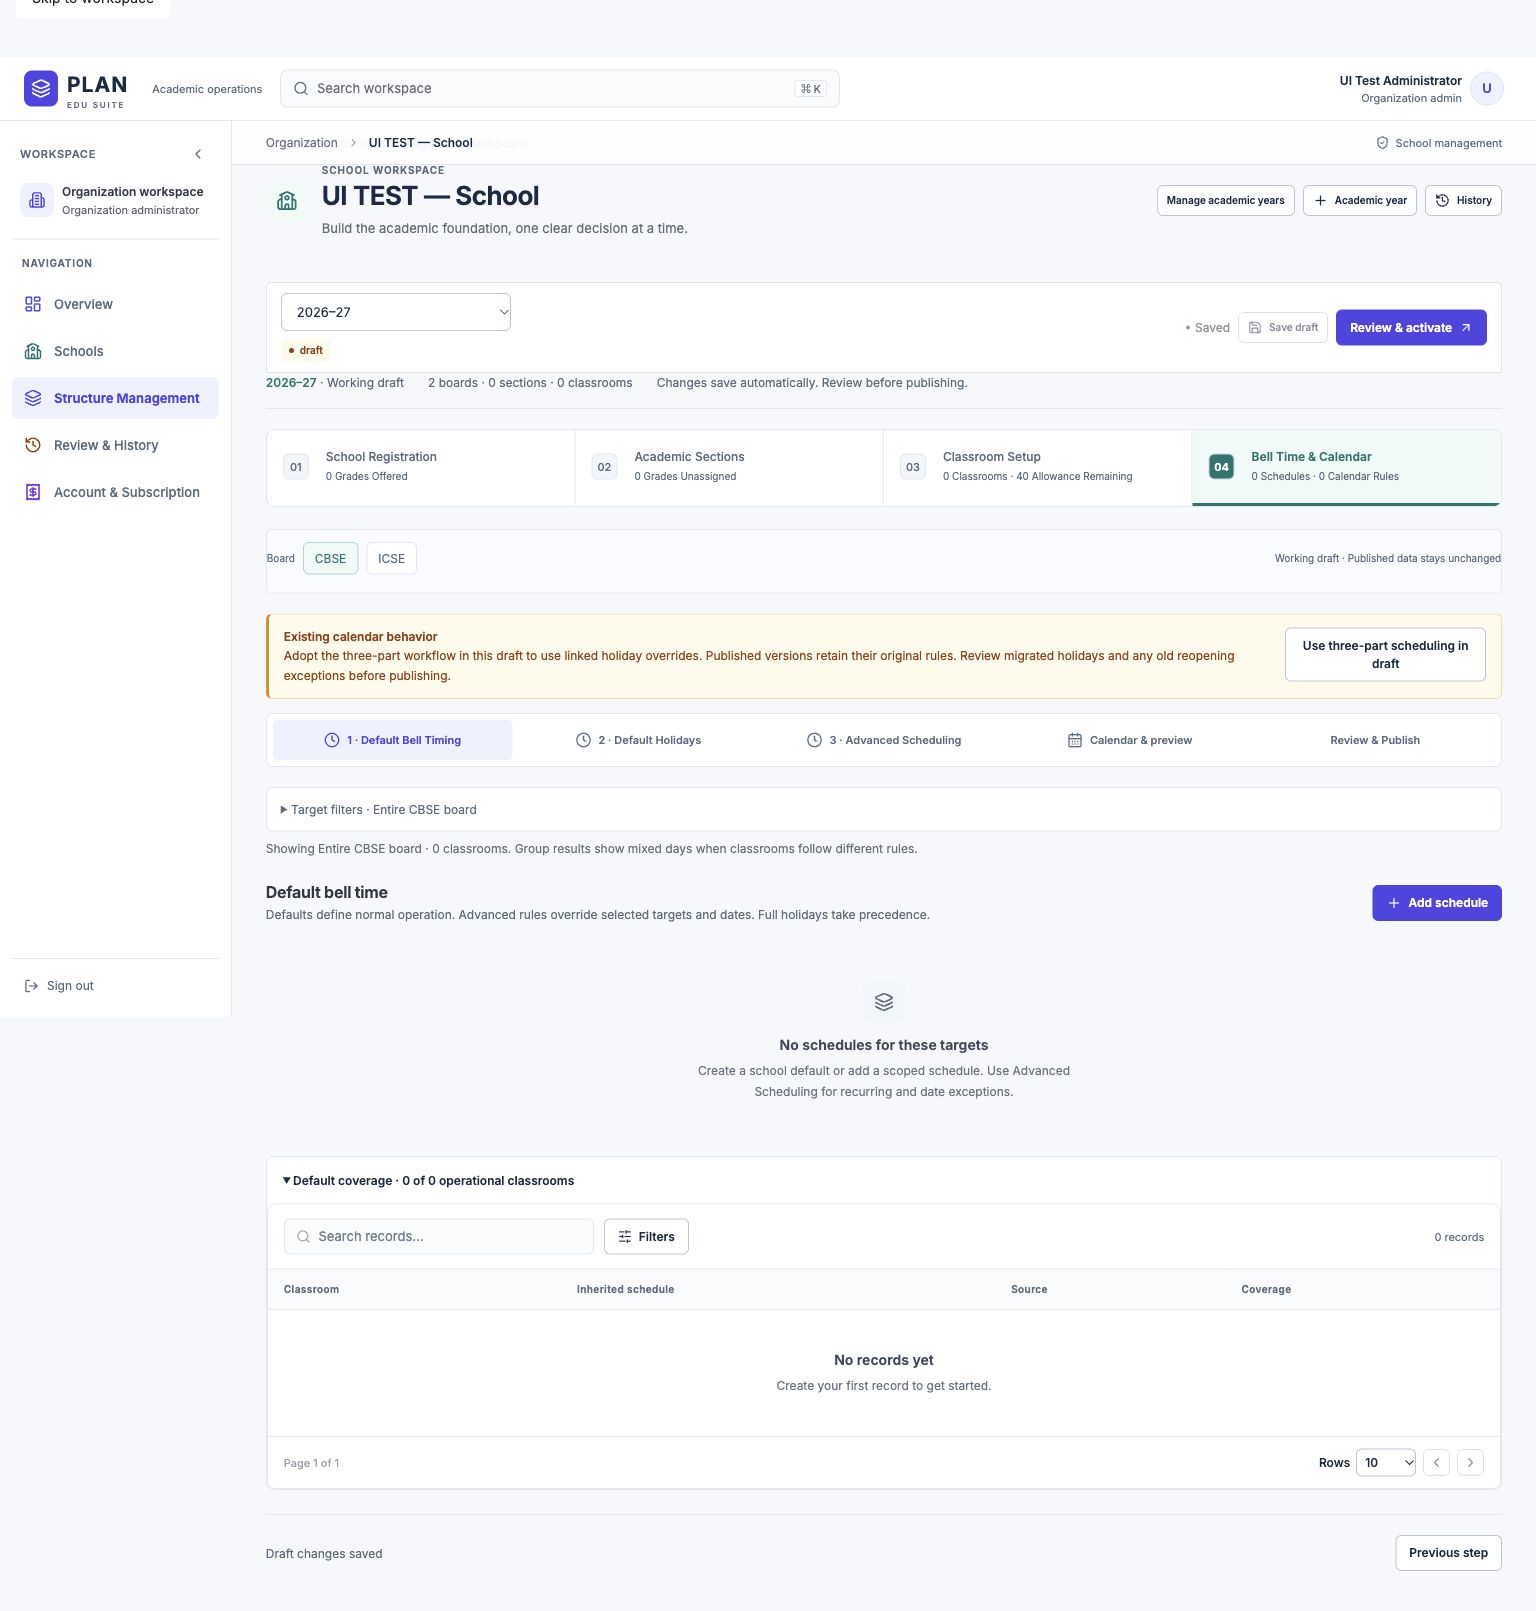 Skip to workspace
PLAN
EDU SUITE
Academic operations
Search workspace
⌘ K
UI Test Administrator
Organization admin
U
WORKSPACE
Organization workspace
Organization administrator
NAVIGATION
Overview
Schools
Structure Management
Review & History
Account & Subscription
Sign out
Organization
UI TEST — School
School management
SCHOOL WORKSPACE
UI TEST — School
Build the academic foundation, one clear decision at a time.
Manage academic years
Academic year
History
2026–27
draft
• Saved
Save draft
Review & activate
2026–27 · Working draft 2 boards · 0 sections · 0 classrooms Changes save automatically. Review before publishing.
01
School Registration
0 Grades Offered
02
Academic Sections
0 Grades Unassigned
03
Classroom Setup
0 Classrooms · 40 Allowance Remaining
04
Bell Time & Calendar
0 Schedules · 0 Calendar Rules
Board
CBSE
ICSE
Working draft · Published data stays unchanged
Existing calendar behavior
Adopt the three-part workflow in this draft to use linked holiday overrides. Published versions retain their original rules. Review migrated holidays and any old reopening
exceptions before publishing.
Use three-part scheduling in
draft
1 · Default Bell Timing
2 · Default Holidays
3 · Advanced Scheduling
Calendar & preview
Review & Publish
Target filters · Entire CBSE board
Showing Entire CBSE board · 0 classrooms. Group results show mixed days when classrooms follow different rules.
Default bell time
Defaults define normal operation. Advanced rules override selected targets and dates. Full holidays take precedence.
Add schedule
No schedules for these targets
Create a school default or add a scoped schedule. Use Advanced
Scheduling for recurring and date exceptions.
Default coverage · 0 of 0 operational classrooms
Search records...
Filters
0 records
Classroom
Inherited schedule
Source
Coverage
No records yet
Create your first record to get started.
Page 1 of 1
Rows
10
Draft changes saved
Previous step